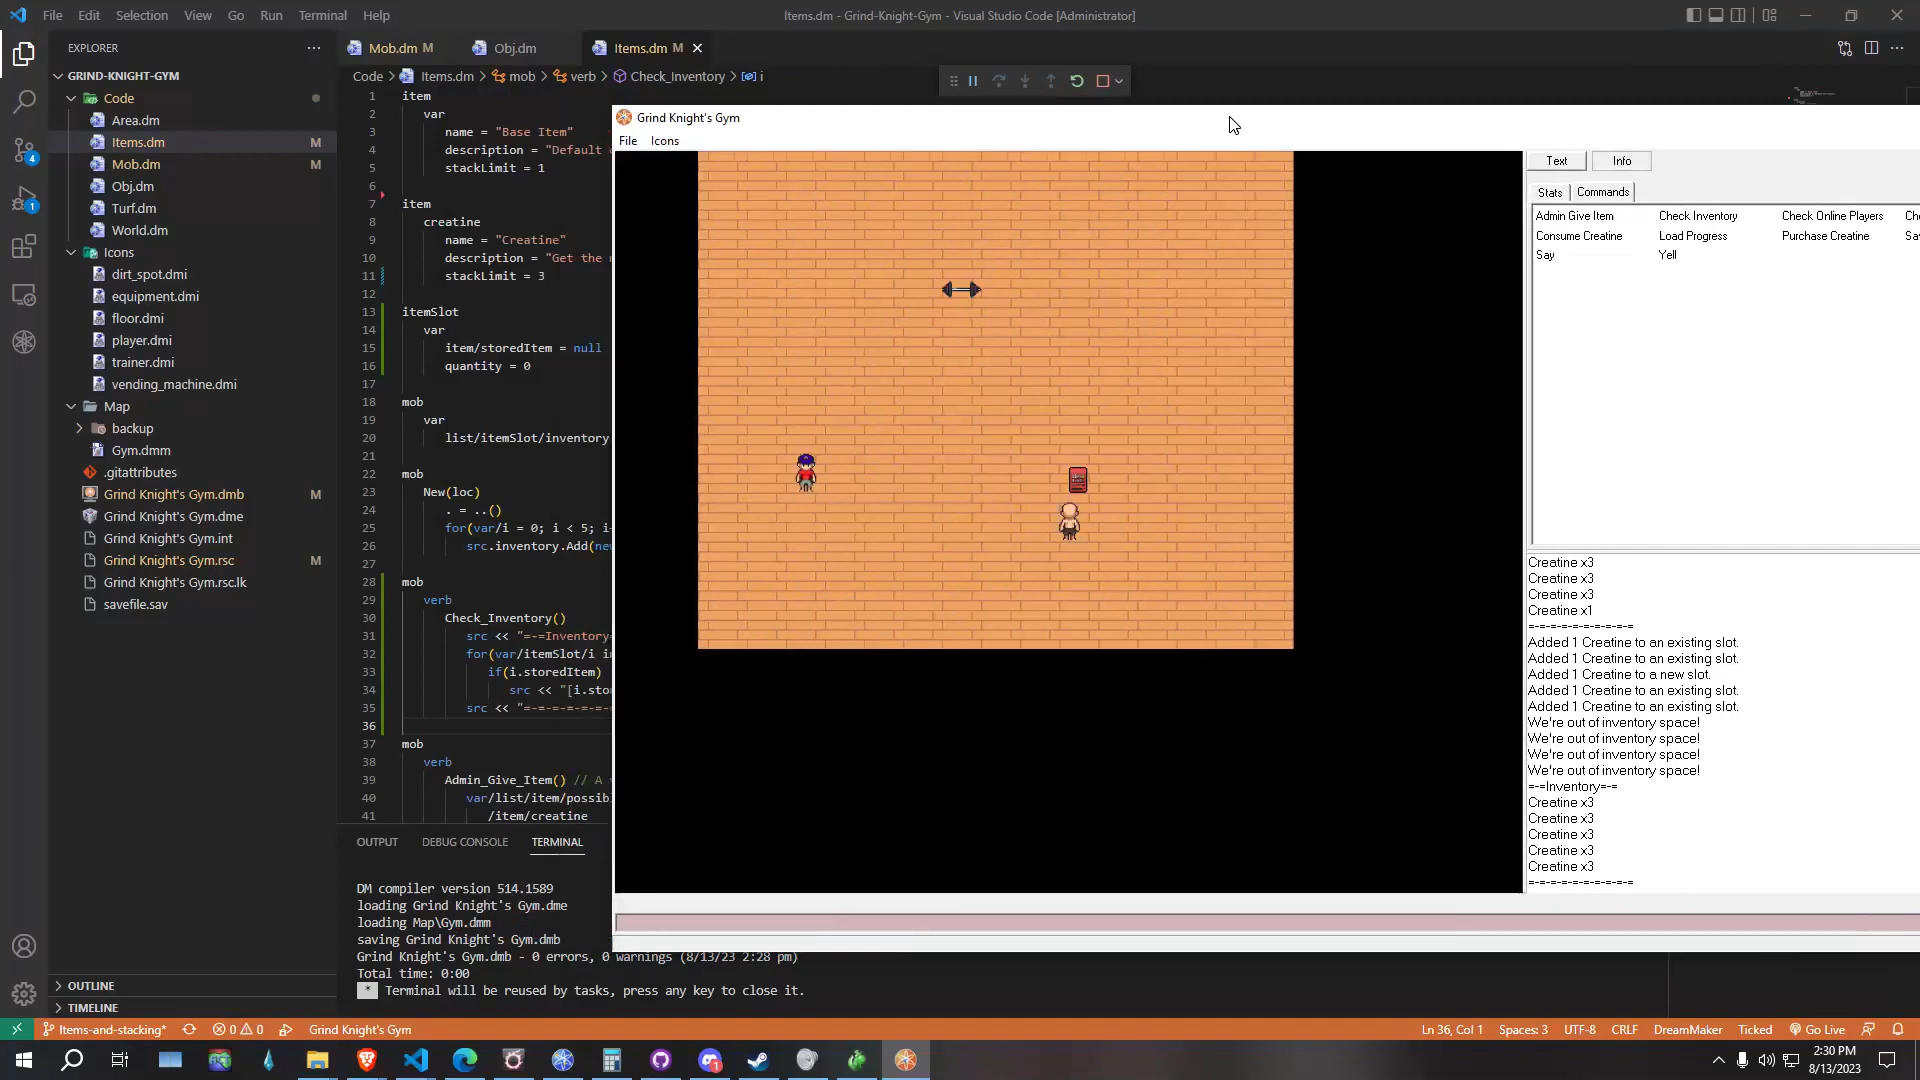 File Edit Selection View Go Run Terminal Help
Items.dm - Grind-Knight-Gym - Visual Studio Code [Administrator]
EXPLORER
GRIND-KNIGHT-GYM
Code
Area.dm
Items.dm M
Mob.dm M
Obj.dm
Turf.dm
World.dm
Icons
dirt_spot.dmi
equipment.dmi
floor.dmi
player.dmi
trainer.dmi
vending_machine.dmi
Map
backup
Gym.dmm
.gitattributes
Grind Knight's Gym.dmb M
Grind Knight's Gym.dme
Grind Knight's Gym.int
Grind Knight's Gym.rsc M
Grind Knight's Gym.rsc.lk
savefile.sav
OUTLINE
TIMELINE
4
1
Mob.dm M Obj.dm Items.dm M
Code > Items.dm > mob > verb > Check_Inventory > i
1 item
2 var
3 name = "Base Item"
4 description = "Default
5 stackLimit = 1
6
7 item
8 creatine
9 name = "Creatine"
10 description = "Get the
11 stackLimit = 3
12
13 itemSlot
14 var
15 item/storedItem = null
16 quantity = 0
17
18 mob
19 var
20 list/itemSlot/inventory
21
22 mob
23 New(loc)
24 . = ..()
25 for(var/i = 0; i < 5; i
26 src.inventory.Add(ne
27
28 mob
29 verb
30 Check_Inventory()
31 src << "=-=Inventory
32 for(var/itemSlot/i i
33 if(i.storedItem)
34 src << "[i.sto
35 src << "=-=-=-=-
36
37 mob
38 verb
39 Admin_Give_Item() // A
40 var/list/item/possib
41 /item/creatine
OUTPUT DEBUG CONSOLE TERMINAL
DM compiler version 514.1589
loading Grind Knight's Gym.dme
loading Map\Gym.dmm
saving Grind Knight's Gym.dmb
Grind Knight's Gym.dmb - 0 errors, 0 warnings (8/13/23 2:28 pm)
Total time: 0:00
* Terminal will be reused by tasks, press any key to close it.
Grind Knight's Gym
File Icons
Text Info
Stats Commands
Admin Give Item Check Inventory Check Online Players
Consume Creatine Load Progress Purchase Creatine
Say Yell
Creatine x3
Creatine x3
Creatine x3
Creatine x1
=-=-=-=-=-=-=-=
Added 1 Creatine to an existing slot.
Added 1 Creatine to an existing slot.
Added 1 Creatine to a new slot.
Added 1 Creatine to an existing slot.
Added 1 Creatine to an existing slot.
We're out of inventory space!
We're out of inventory space!
We're out of inventory space!
We're out of inventory space!
=-=Inventory=-=
Creatine x3
Creatine x3
Creatine x3
Creatine x3
Creatine x3
=-=-=-=-=-=-=-=
Items-and-stacking* 0 0 Grind Knight's Gym
Ln 36, Col 1 Spaces: 3 UTF-8 CRLF DreamMaker Ticked Go Live
2:30 PM
8/13/2023